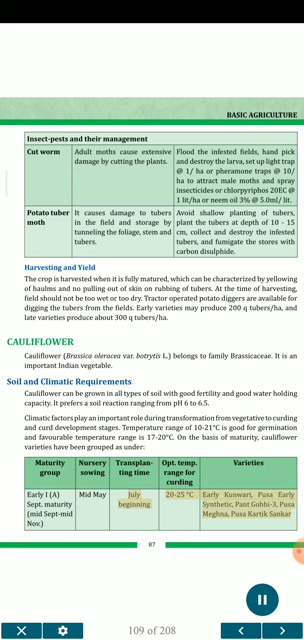 BASIC AGRICULTURE
Insect-pests and their management
Cut worm
Adult moths cause extensive
damage by cutting the plants.
Flood the infested fields, hand pick
and destroy the larva, set up light trap
@ 1/ ha or pheramone traps @ 10/
ha to attract male moths and spray
insecticides or chlorpyriphos 20EC @
1 lit/ha or neem oil 3% @ 5.0ml/ lit.
Potato tuber
moth
It causes damage to tubers
in the field and storage by
tunneling the foliage, stem and
tubers.
Avoid shallow planting of tubers,
plant the tubers at depth of 10 - 15
cm, collect and destroy the infested
tubers, and fumigate the stores with
carbon disulphide.
Harvesting and Yield
The crop is harvested when it is fully matured, which can be characterized by yellowing
of haulms and no pulling out of skin on rubbing of tubers. At the time of harvesting,
field should not be too wet or too dry. Tractor operated potato diggers are available for
digging the tubers from the fields. Early varieties may produce 200 q tubers/ha, and
late varieties produce about 300 q tubers/ha.
CAULIFLOWER
Cauliflower (Brassica oleracea var. botrytis L.) belongs to family Brassicaceae. It is an
important Indian vegetable.
Soil and Climatic Requirements
Cauliflower can be grown in all types of soil with good fertility and good water holding
capacity. It prefers a soil reaction ranging from pH 6 to 6.5.
Climatic factors play an important role during transformation from vegetative to curding
and curd development stages. Temperature range of 10-21°C is good for germination
and favourable temperature range is 17-20°C. On the basis of maturity, cauliflower
varieties have been grouped as under:
Maturity
group
Nursery
sowing
Transplan-
ting time
Opt. temp.
range for
curding
Varieties
Early I (A)
Sept. maturity
(mid Sept-mid
Nov.)
Mid May
July
beginning
20-25 °C
Early Kunwari, Pusa Early
Synthetic, Pant Gobhi-3, Pusa
Meghna, Pusa Kartik Sankar
87
109 of 208